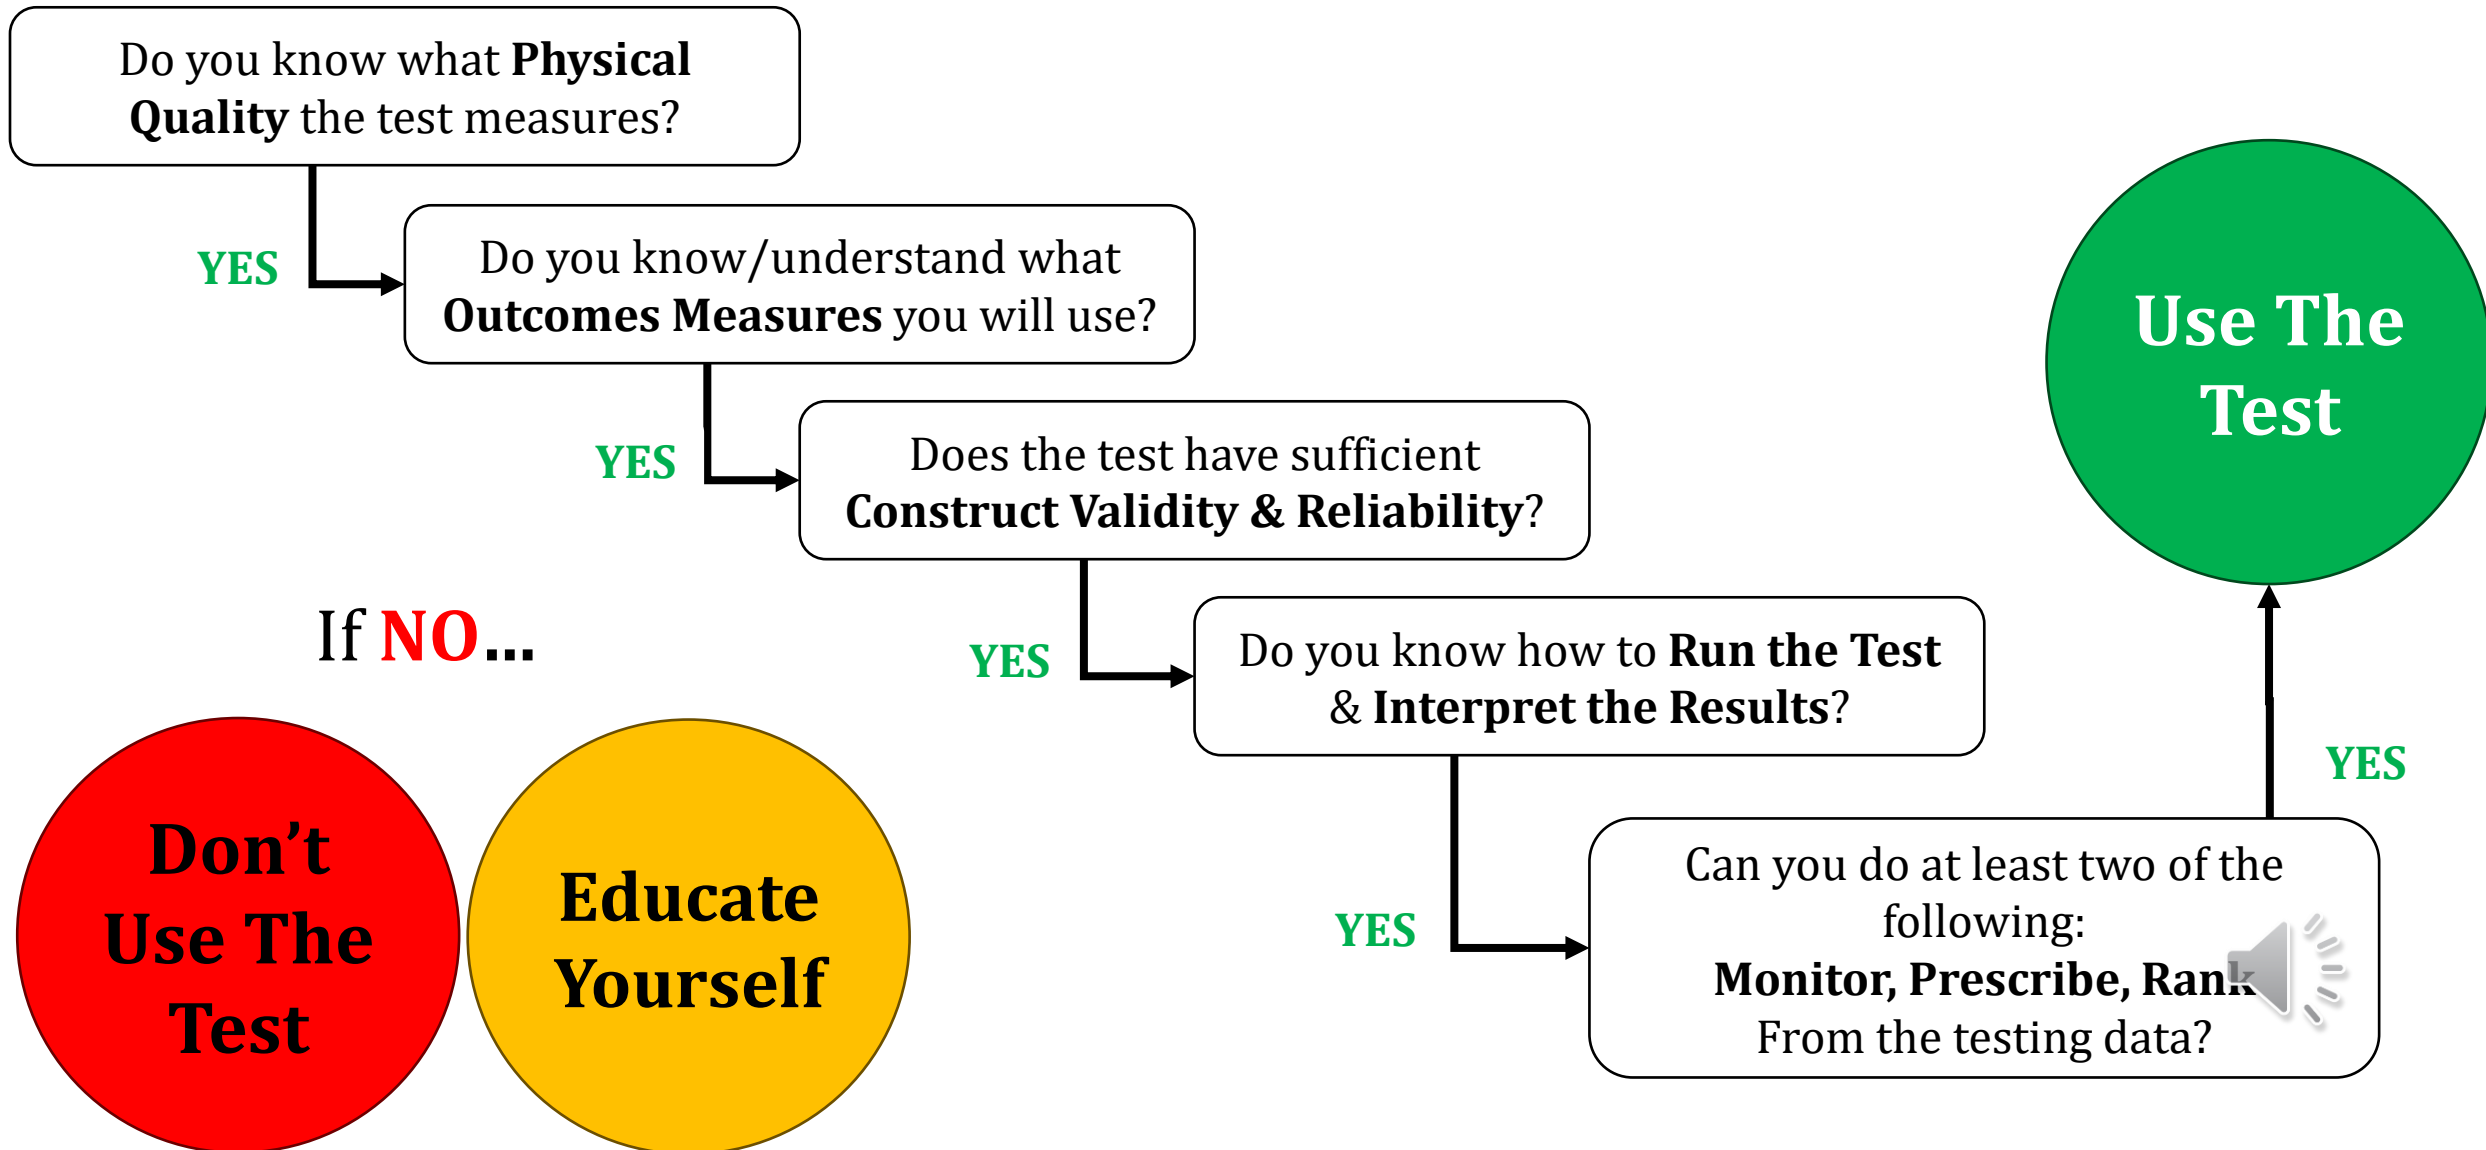 Do you know what Physical
Quality the test measures?
YES
Do you know/understand what
Outcomes Measures you will use?
YES
Does the test have sufficient
Construct Validity & Reliability?
YES
Do you know how to Run the Test
& Interpret the Results?
YES
Can you do at least two of the
following:
Monitor, Prescribe, Rank
From the testing data?
YES
Use The
Test
If NO...
Don’t
Use The
Test
Educate
Yourself